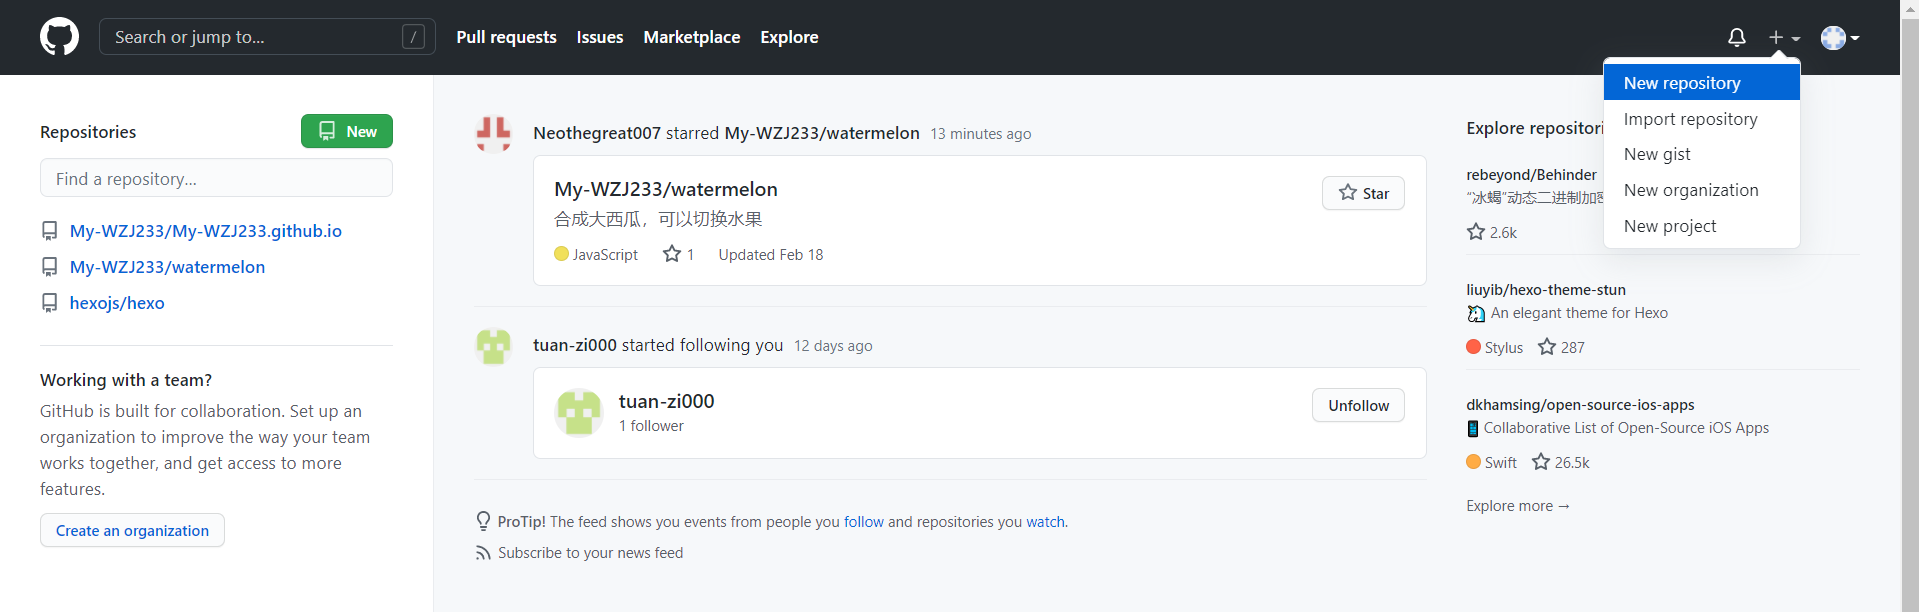 Search or jump to...
/
Pull requests
Issues
Marketplace
Explore
New repository
Import repository
New gist
New organization
New project
Repositories
New
Find a repository...
My-WZJ233/My-WZJ233.github.io
My-WZJ233/watermelon
hexojs/hexo
Working with a team?
GitHub is built for collaboration. Set up an
organization to improve the way your team
works together, and get access to more
features.
Create an organization
Neothegreat007 starred My-WZJ233/watermelon 13 minutes ago
My-WZJ233/watermelon
Star
合成大西瓜，可以切换水果
JavaScript 1 Updated Feb 18
tuan-zi000 started following you 12 days ago
tuan-zi000
1 follower
Unfollow
ProTip! The feed shows you events from people you follow and repositories you watch.
Subscribe to your news feed
Explore repositori
rebeyond/Behinder
“冰蝎”动态二进制加密
2.6k
liuyib/hexo-theme-stun
An elegant theme for Hexo
Stylus 287
dkhamsing/open-source-ios-apps
Collaborative List of Open-Source iOS Apps
Swift 26.5k
Explore more →